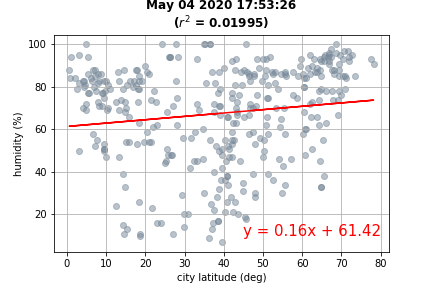 May 04 2020 17:53:26
(r² = 0.01995)
100
80
60
40
20
humidity (%)
y = 0.16x + 61.42
0 10 20 30 40 50 60 70 80
city latitude (deg)